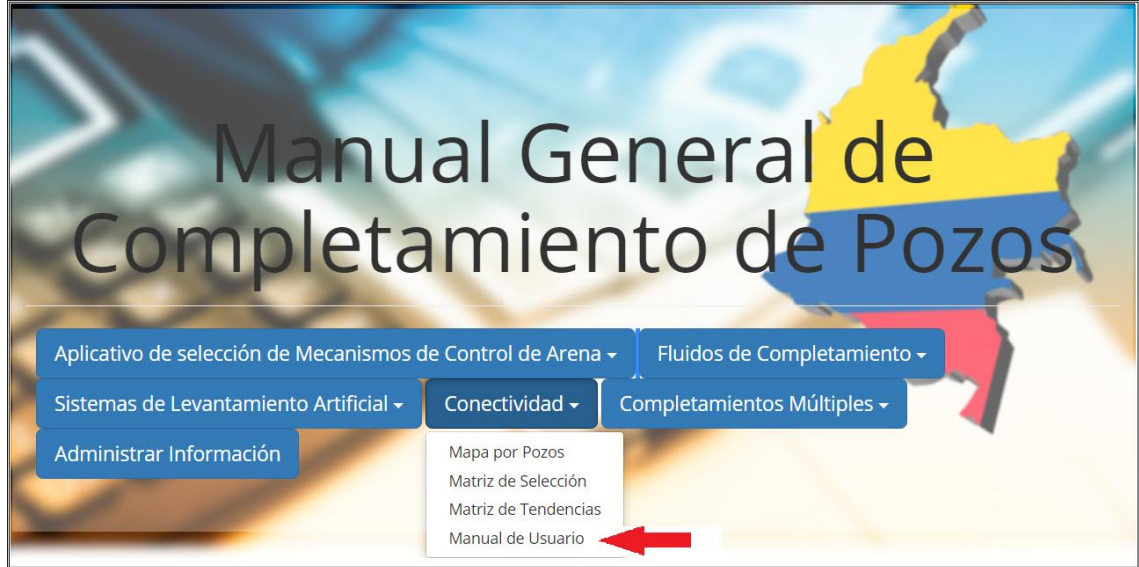 Manual General de
Completamiento de Pozos
Aplicativo de selección de Mecanismos de Control de Arena
Fluidos de Completamiento
Sistemas de Levantamiento Artificial
Conectividad
Completamientos Múltiples
Administrar Información
Mapa por Pozos
Matriz de Selección
Matriz de Tendencias
Manual de Usuario